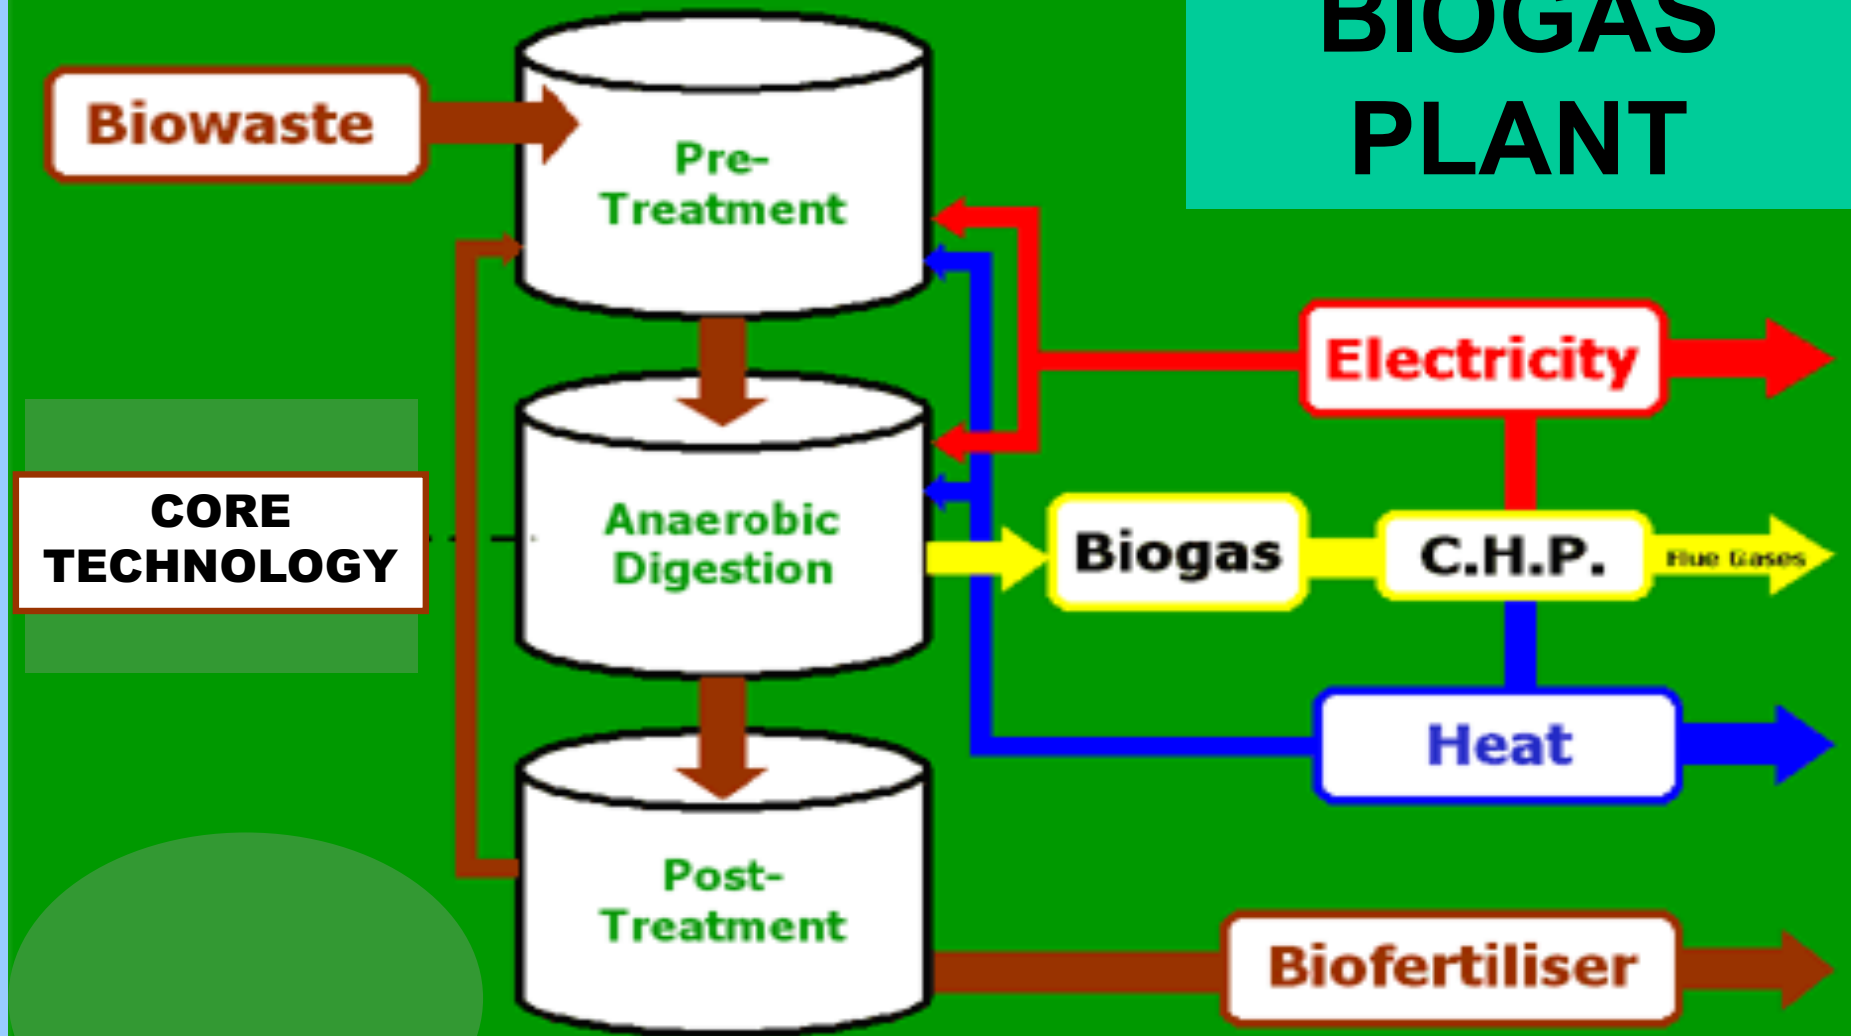 BIOGAS
PLANT
Biowaste
Pre-
Treatment
Electricity
CORE
TECHNOLOGY
Anaerobic
Digestion
Biogas
C.H.P.
Flue Gases
Heat
Post-
Treatment
Biofertiliser